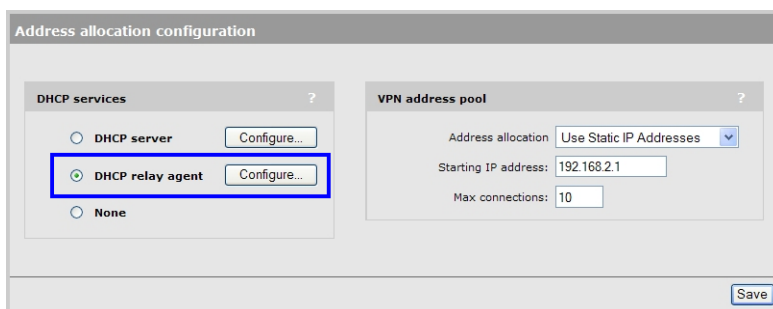 Address allocation configuration
DHCP services ?
DHCP server Configure...
DHCP relay agent Configure...
None
VPN address pool ?
Address allocation Use Static IP Addresses
Starting IP address: 192.168.2.1
Max connections: 10
Save